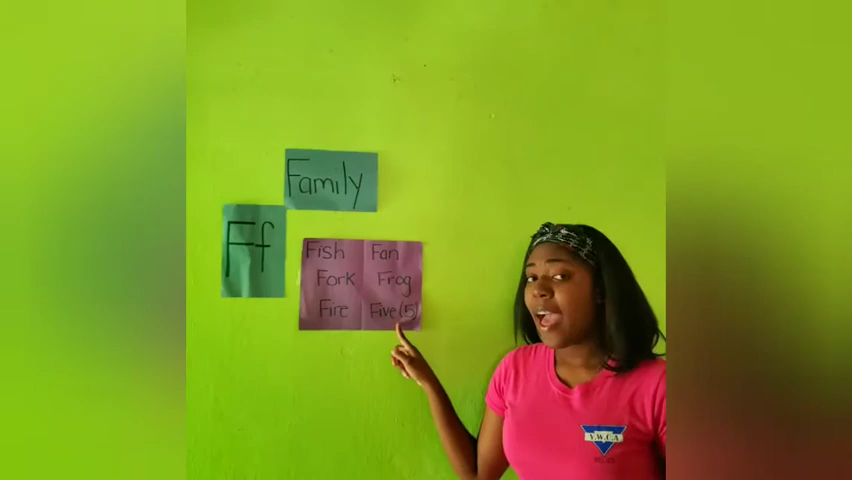 Family
Ff
Fish Fan
Fork Frog
Fire Five (5)
Y.W.C.A